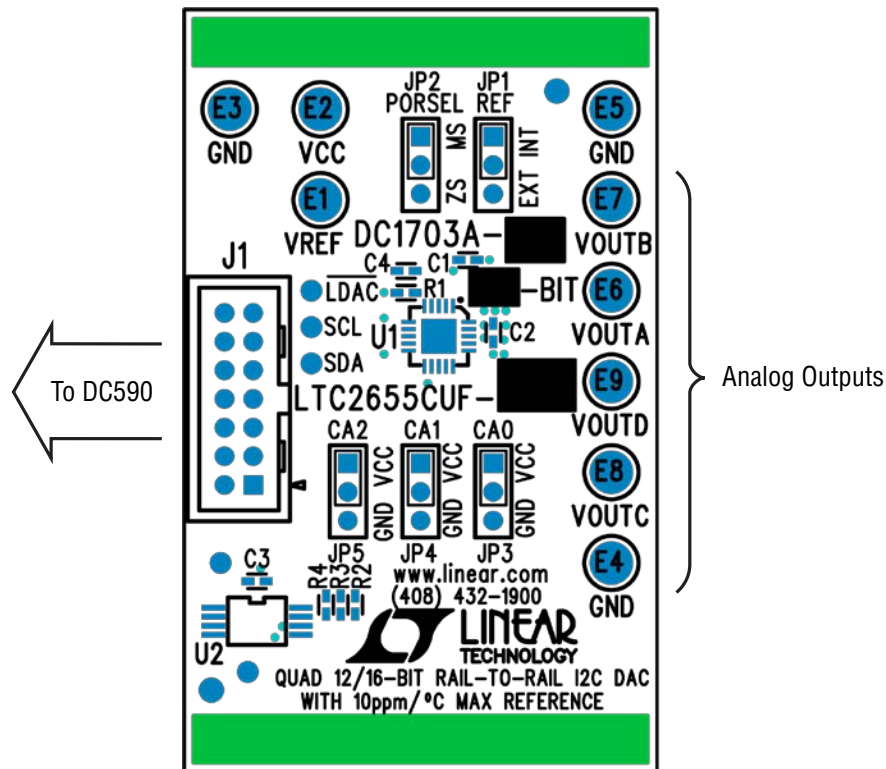 JP2 JP1
PORSEL REF
E3 E2 E5
GND VCC GND
MS INT
ZS EXT
E1 E7
VREF VOUTB
DC1703A-
J1
C4 C1
LDAC R1 -BIT E6
SCL U1 C2 VOUTA
SDA
To DC590
E9
Analog Outputs
LTC2655CUF-
VOUTD
CA2 CA1 CA0
VCC VCC VCC
GND GND GND
E8
VOUTC
JP5 JP4 JP3
E4
GND
C3 R4 R3 R2
www.linear.com
(408) 432-1900
U2
LINEAR
TECHNOLOGY
QUAD 12/16-BIT RAIL-TO-RAIL I2C DAC
WITH 10ppm/°C MAX REFERENCE